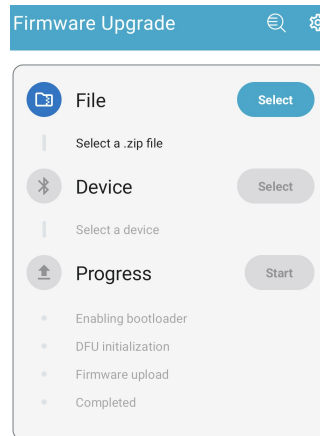 Firmware Upgrade
File
Select
Select a .zip file
Device
Select
Select a device
Progress
Start
Enabling bootloader
DFU initialization
Firmware upload
Completed